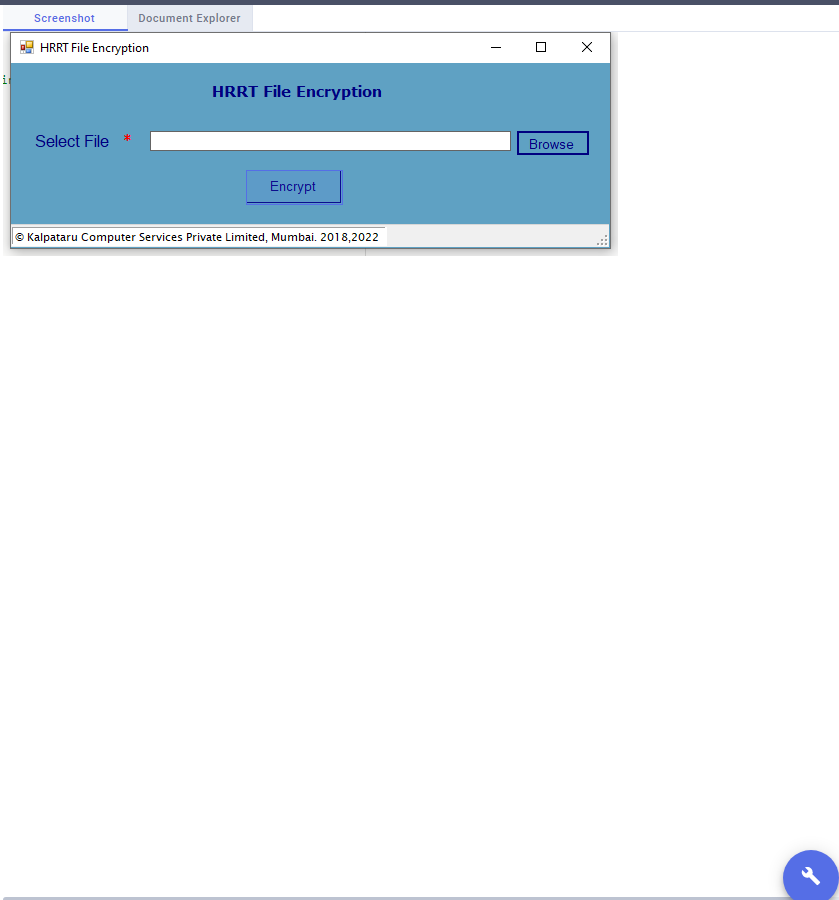 Screenshot
Document Explorer
HRRT File Encryption
HRRT File Encryption
Select File *
Browse
Encrypt
© Kalpataru Computer Services Private Limited, Mumbai. 2018,2022